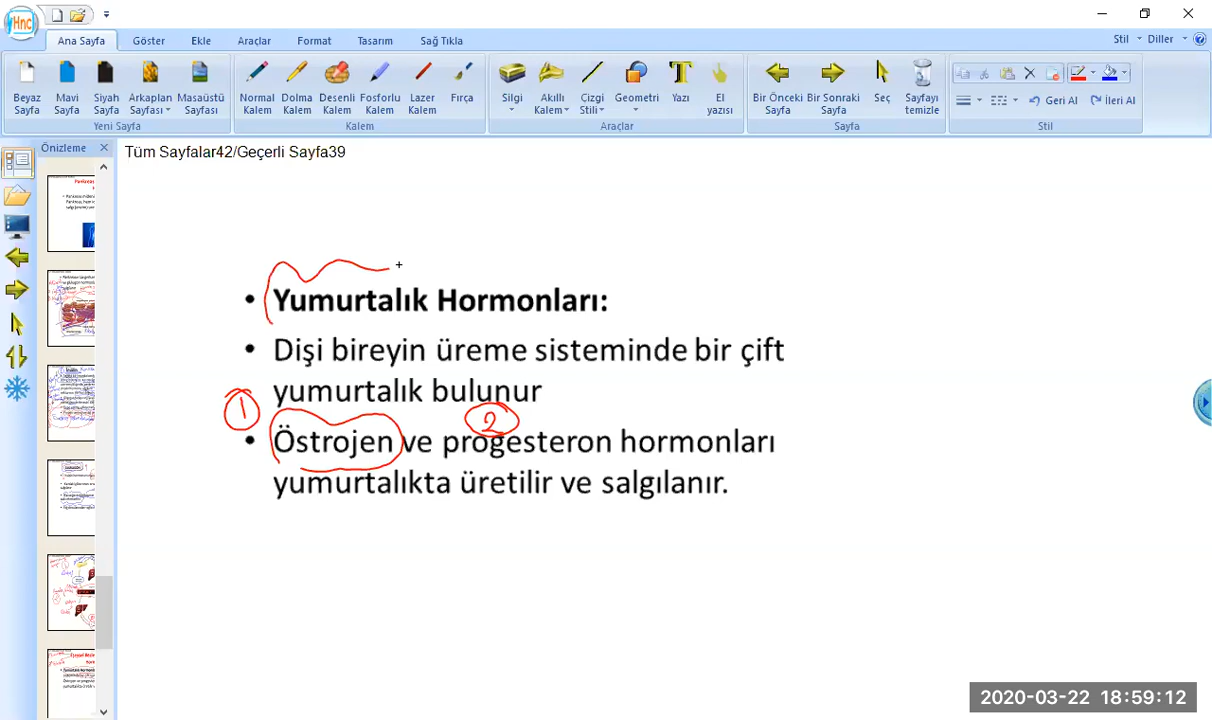 Hnc
Ana Sayfa Göster Ekle Araçlar Format Tasarım Sağ Tıkla Stil Diller
Beyaz Sayfa Mavi Sayfa Siyah Sayfa Arkaplan Sayfası Masaüstü Sayfası
Yeni Sayfa
Normal Kalem Dolma Kalem Desenli Kalem Fosforlu Kalem Lazer Kalem Fırça
Kalem
Silgi Akıllı Kalem Çizgi Stili Geometri Yazı El yazısı
Araçlar
Bir Önceki Sayfa Bir Sonraki Sayfa Seç Sayfayı temizle
Sayfa
Geri Al İleri Al
Stil
Önizleme
Tüm Sayfalar42/Geçerli Sayfa39
• Yumurtalık Hormonları:
• Dişi bireyin üreme sisteminde bir çift
yumurtalık bulunur
1 2
• Östrojen ve progesteron hormonları
yumurtalıkta üretilir ve salgılanır.
2020-03-22 18:59:12